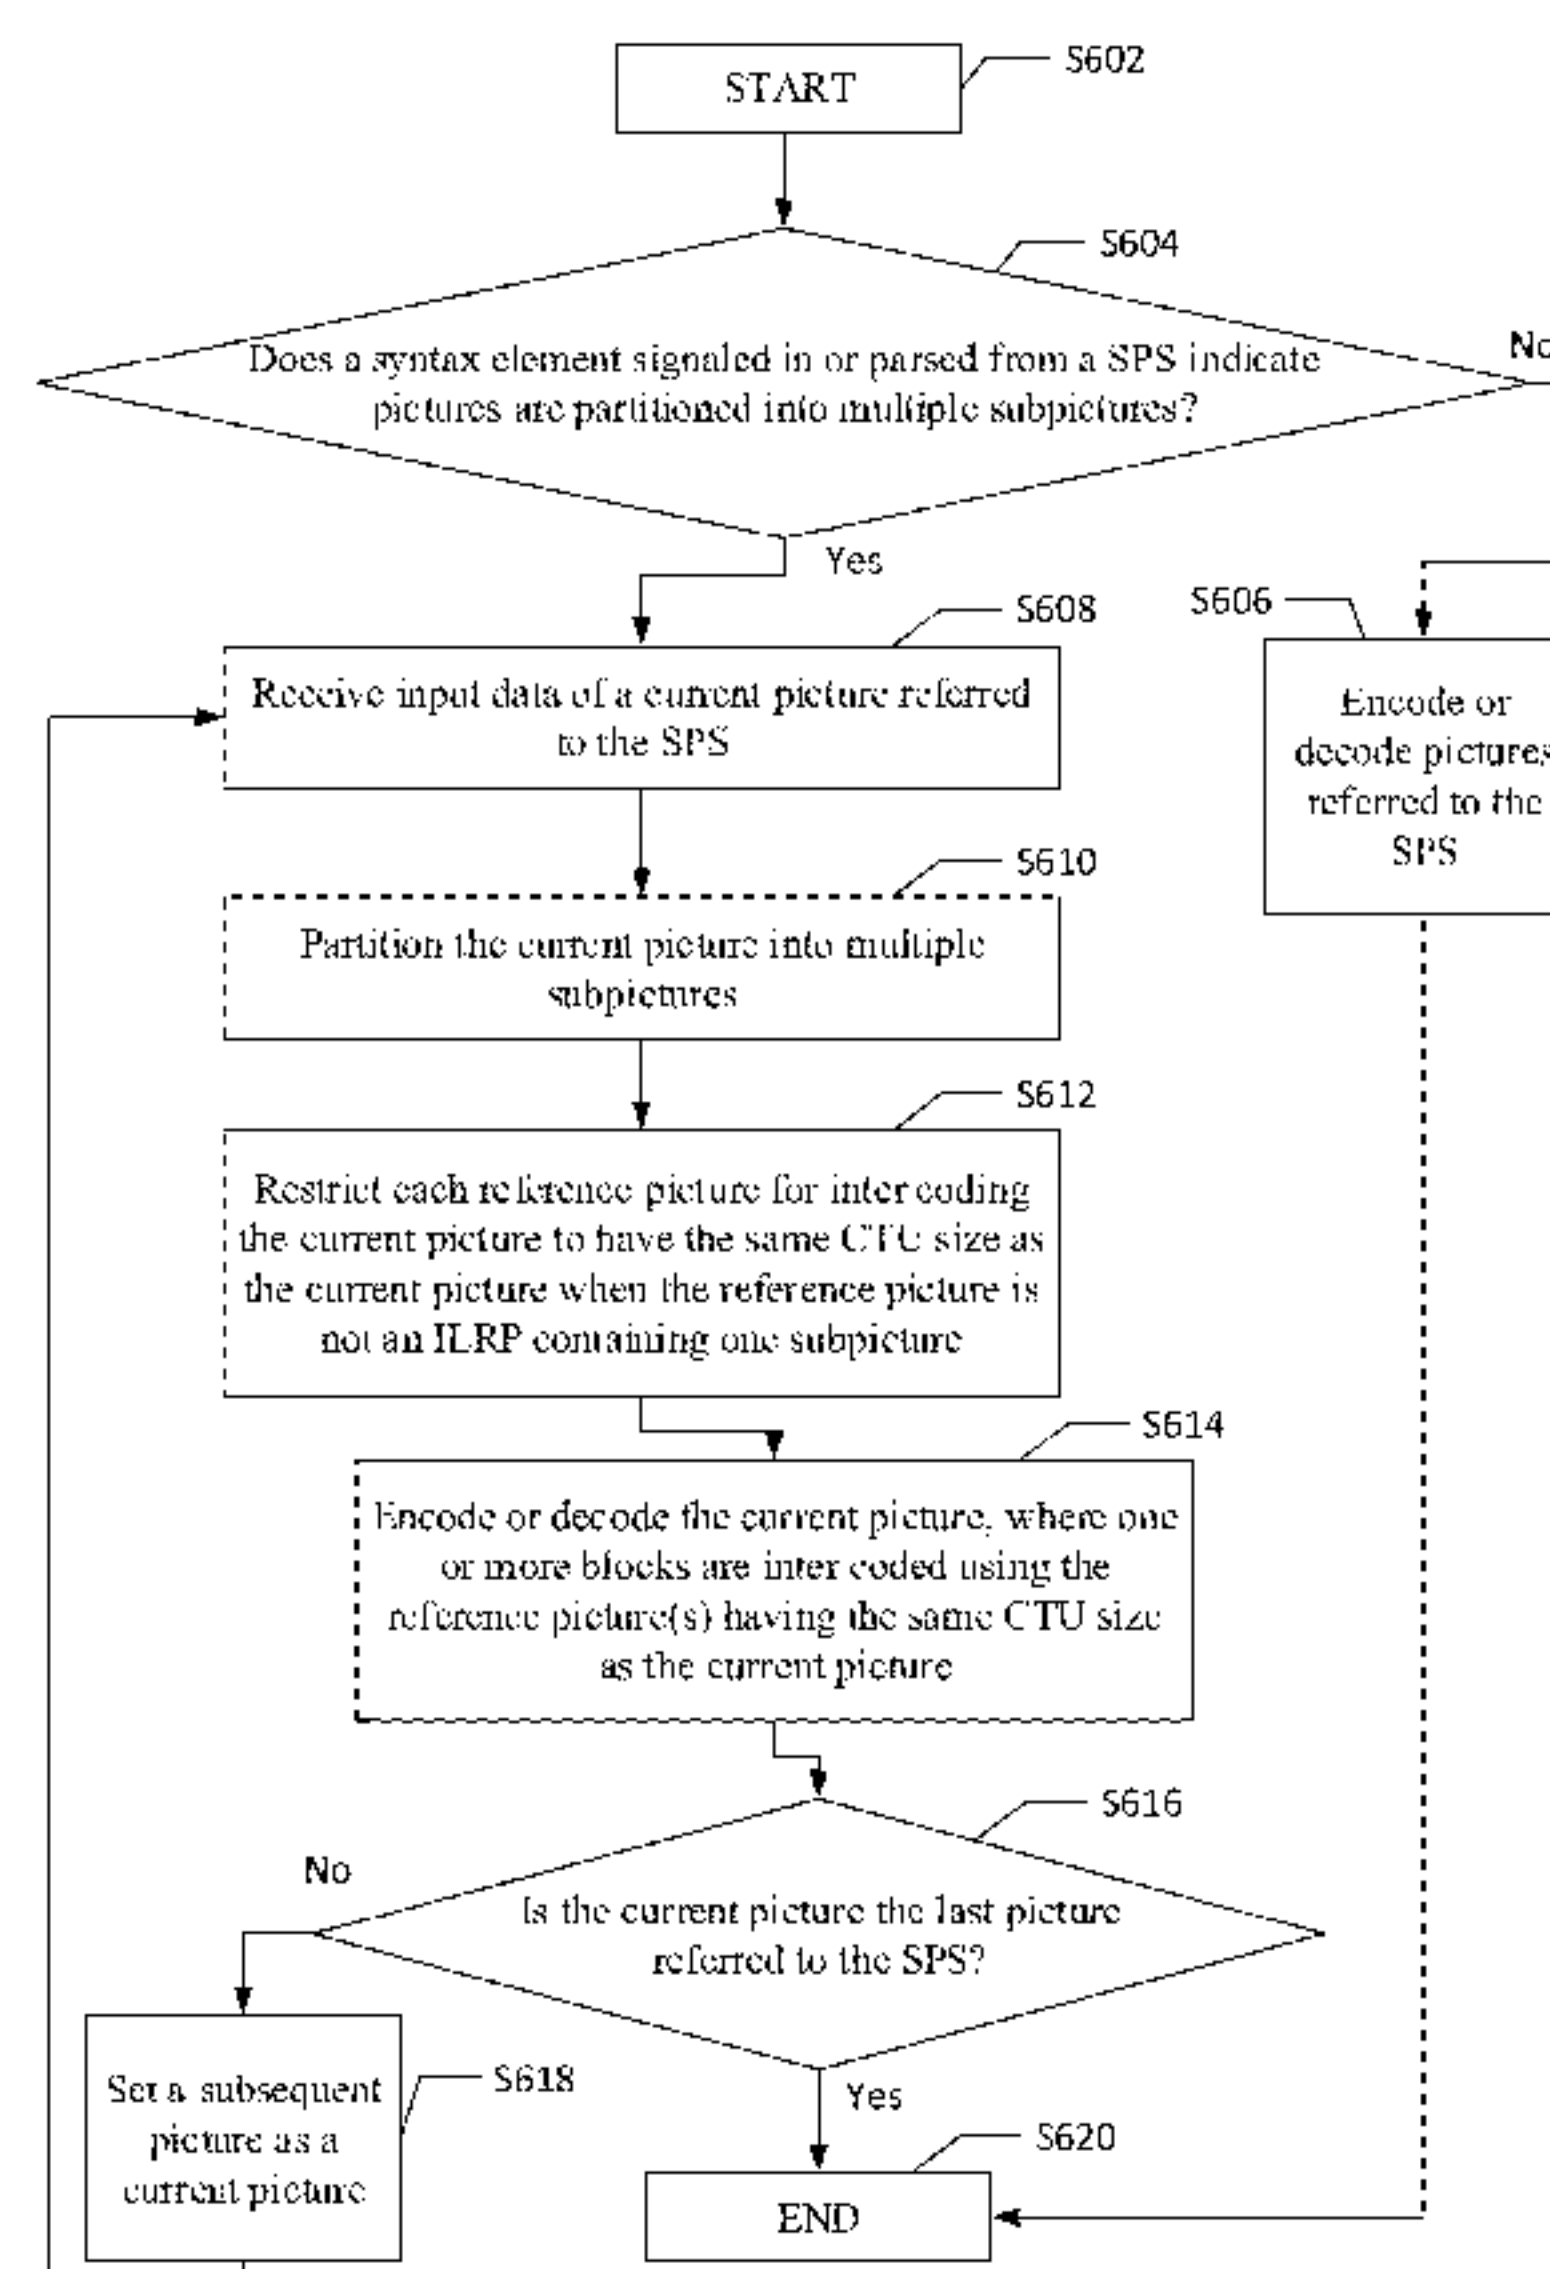 START
S602
S604
Does a syntax element signaled in or parsed from a SPS indicate
pictures are partitioned into multiple subpictures?
No
Yes
S608
Receive input data of a current picture referred
to the SPS
S606
Encode or
decode pictures
referred to the
SPS
S610
Partition the current picture into multiple
subpictures
S612
Restrict each reference picture for inter coding
the current picture to have the same CTU size as
the current picture when the reference picture is
not an ILRP containing one subpicture
S614
Encode or decode the current picture, where one
or more blocks are inter coded using the
reference picture(s) having the same CTU size
as the current picture
S616
No
Is the current picture the last picture
referred to the SPS?
S618
Set a subsequent
picture as a
current picture
Yes
S620
END